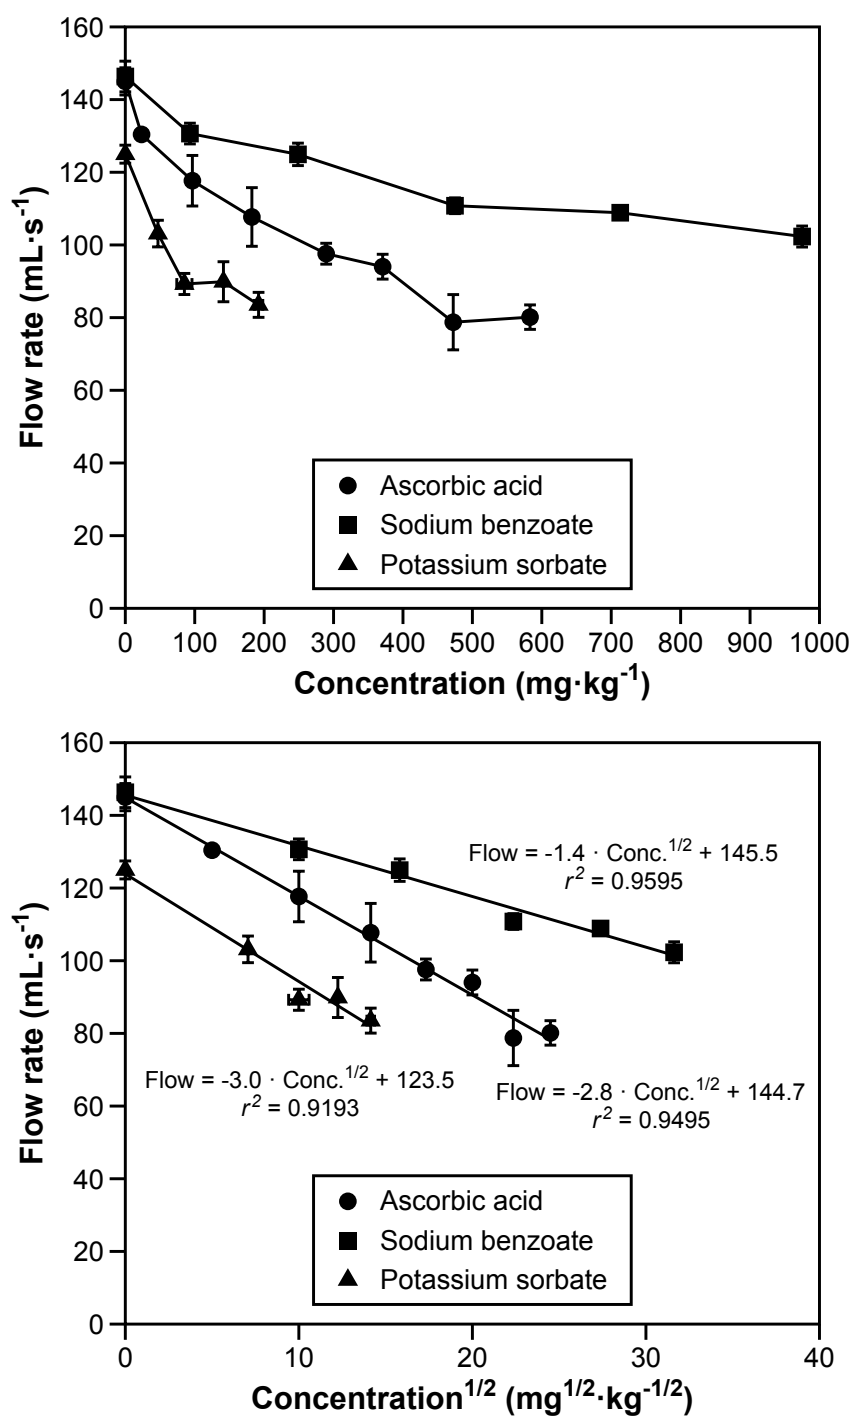 160
140
120
100
80
60
40
20
0
Flow rate (mL·s⁻¹)
Ascorbic acid
Sodium benzoate
Potassium sorbate
0 100 200 300 400 500 600 700 800 900 1000
Concentration (mg·kg⁻¹)
160
140
120
100
80
60
40
20
0
Flow rate (mL·s⁻¹)
Flow = -1.4 · Conc.¹/² + 145.5
r² = 0.9595
Flow = -3.0 · Conc.¹/² + 123.5
r² = 0.9193
Flow = -2.8 · Conc.¹/² + 144.7
r² = 0.9495
Ascorbic acid
Sodium benzoate
Potassium sorbate
0 10 20 30 40
Concentration¹/² (mg¹/²·kg⁻¹/²)